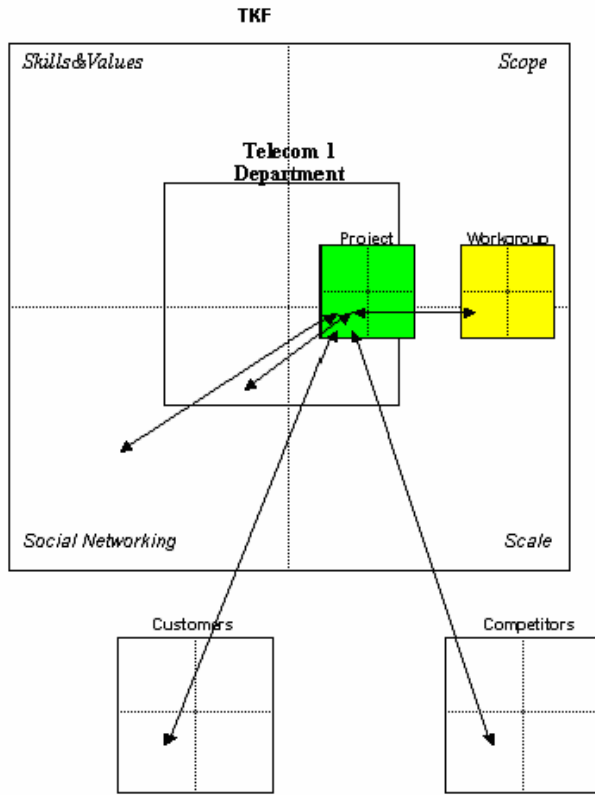 TKF
Skills&Values
Scope
Telecom 1
Department
Project
Workgroup
Social Networking
Scale
Customers
Competitors